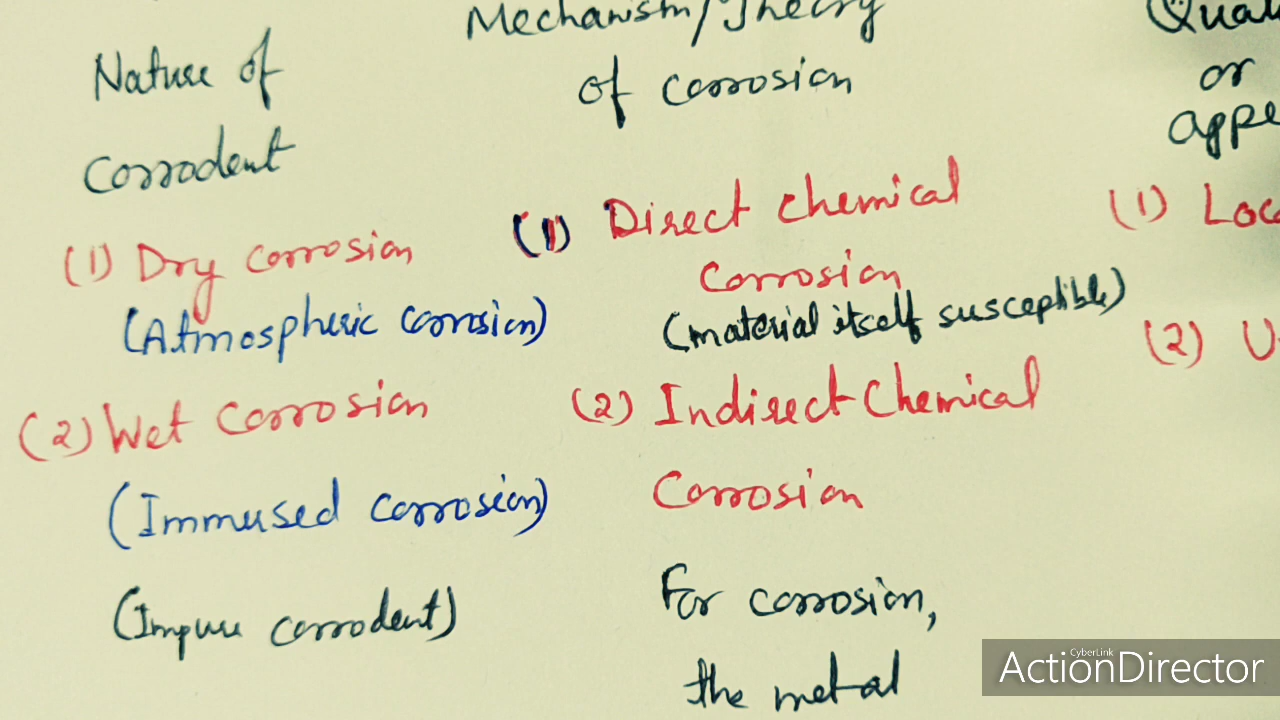 Nature of
Corrodent
(1) Dry corrosion
(Atmospheric corrosion)
(2) Wet Corrosion
(Immersed corrosion)
(Impure corrodent)
Mechanism/Theory
of corrosion
(1) Direct chemical
Corrosion
(material itself susceptible)
(2) Indirect Chemical
Corrosion
For corrosion,
the metal
or
(1)
(2)
CyberLink
ActionDirector